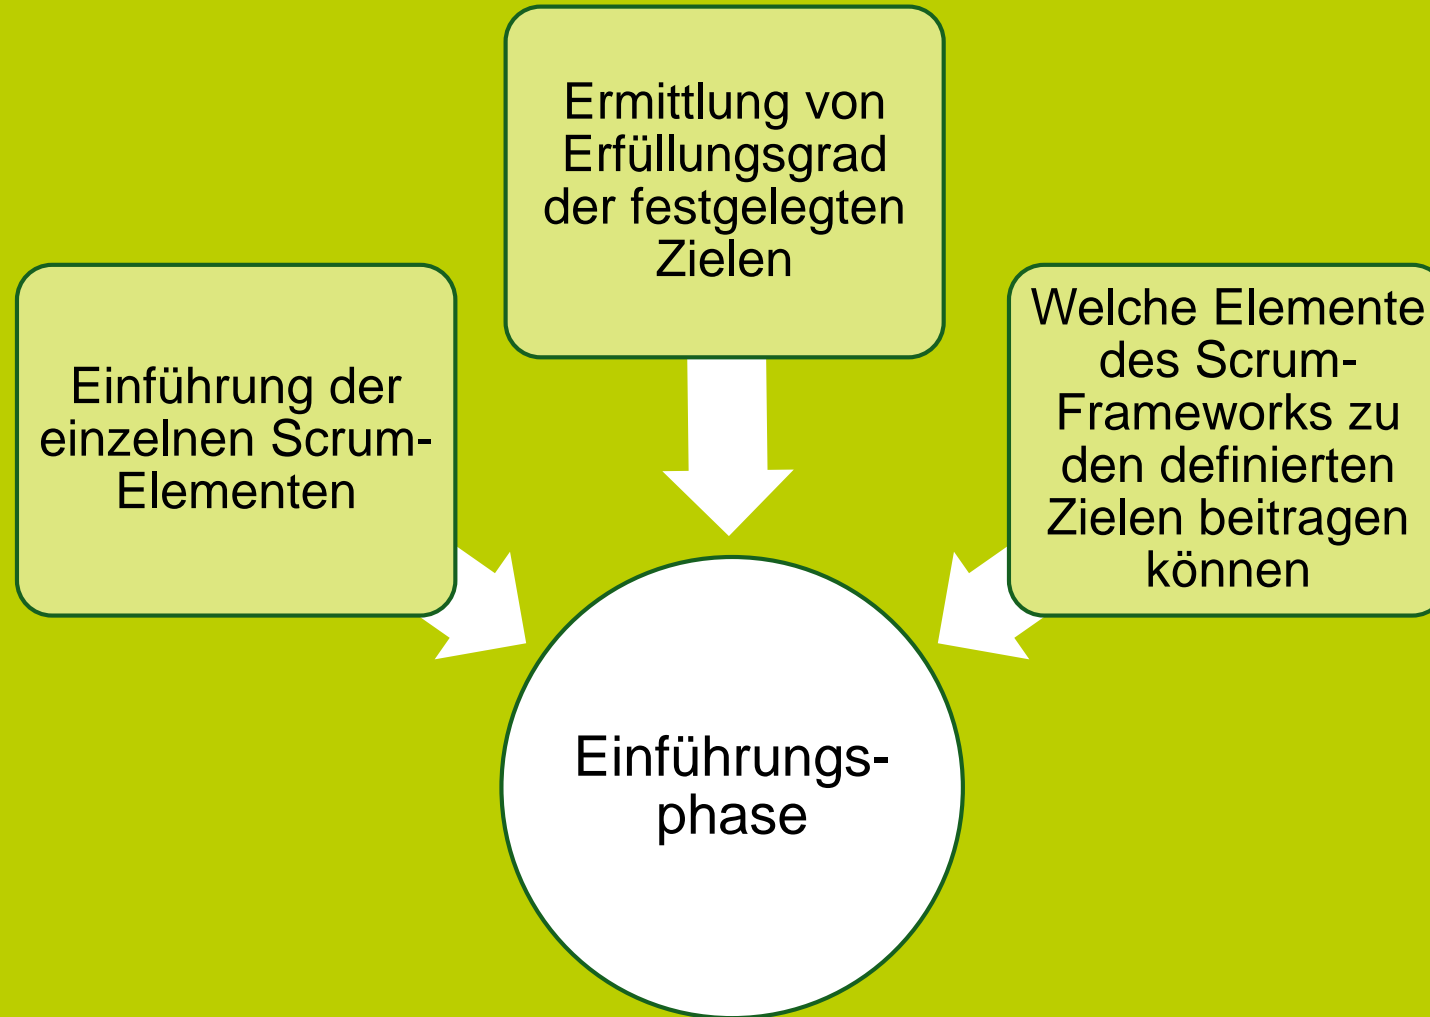 Einführung der
einzelnen Scrum-
Elementen
Ermittlung von
Erfüllungsgrad
der festgelegten
Zielen
Welche Elemente
des Scrum-
Frameworks zu
den definierten
Zielen beitragen
können
Einführungs-
phase